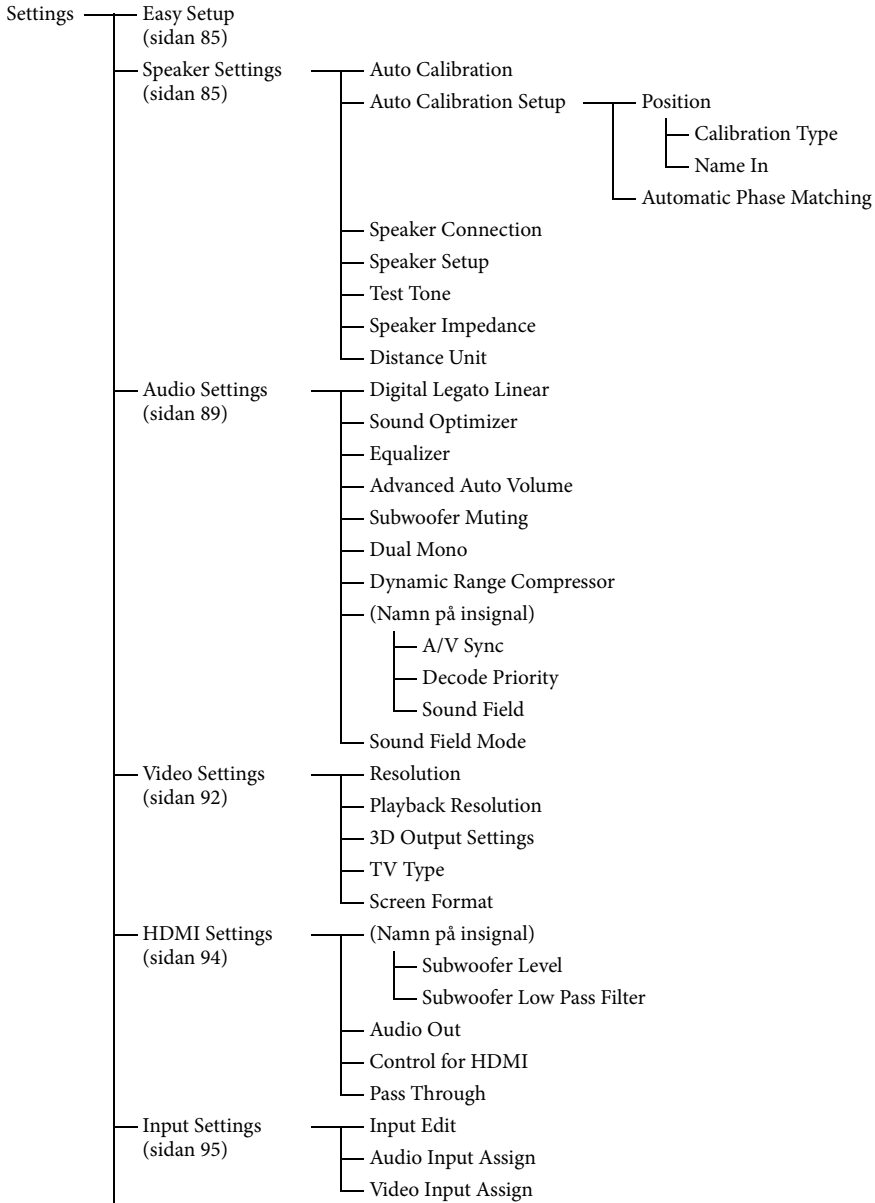 Settings
Easy Setup
(sidan 85)
Speaker Settings
(sidan 85)
Auto Calibration
Auto Calibration Setup
Position
Calibration Type
Name In
Automatic Phase Matching
Speaker Connection
Speaker Setup
Test Tone
Speaker Impedance
Distance Unit
Audio Settings
(sidan 89)
Digital Legato Linear
Sound Optimizer
Equalizer
Advanced Auto Volume
Subwoofer Muting
Dual Mono
Dynamic Range Compressor
(Namn på insignal)
A/V Sync
Decode Priority
Sound Field
Sound Field Mode
Video Settings
(sidan 92)
Resolution
Playback Resolution
3D Output Settings
TV Type
Screen Format
HDMI Settings
(sidan 94)
(Namn på insignal)
Subwoofer Level
Subwoofer Low Pass Filter
Audio Out
Control for HDMI
Pass Through
Input Settings
(sidan 95)
Input Edit
Audio Input Assign
Video Input Assign